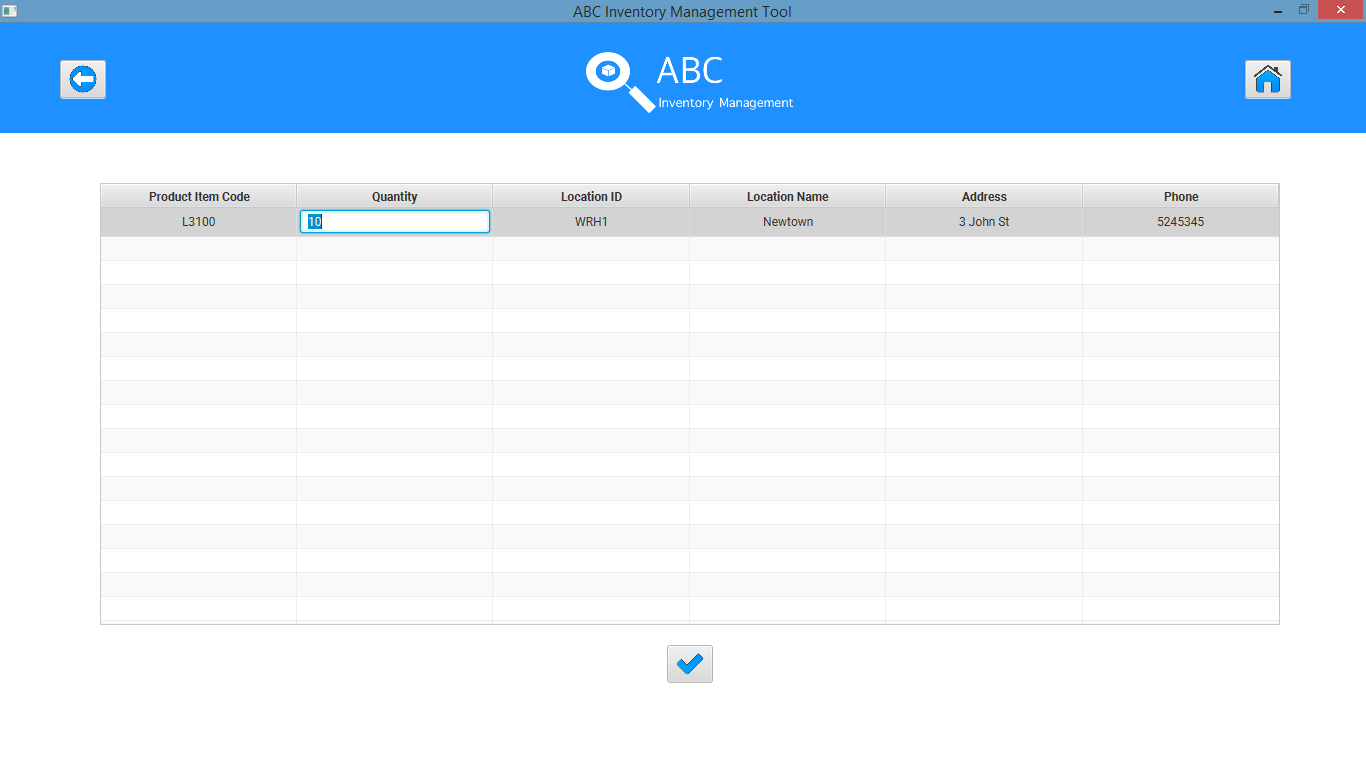 ABC Inventory Management Tool
ABC
Inventory Management
Product Item Code Quantity Location ID Location Name Address Phone
L3100 10 WRH1 Newtown 3 John St 5245345